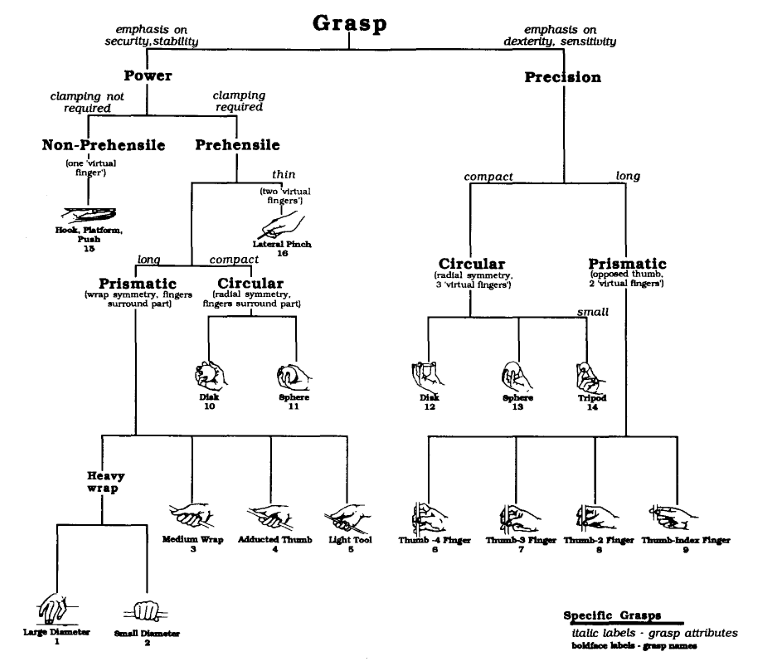 Grasp
emphasis on
security,stability
emphasis on
dexterity, sensitivity
Power
Precision
clamping not
required
clamping
required
Non-Prehensile
(one 'virtual
finger')
Prehensile
thin
(two 'virtual
fingers')
compact
long
Hook, Platform,
Push
15
Lateral Pinch
16
long
compact
Prismatic
(wrap symmetry, fingers
surround part)
Circular
(radial symmetry,
fingers surround part)
Circular
(radial symmetry,
3 'virtual fingers')
Prismatic
(opposed thumb,
2 'virtual fingers')
small
Disk
10
Sphere
11
Disk
12
Sphere
13
Tripod
14
Heavy
wrap
Medium Wrap
3
Adducted Thumb
4
Light Tool
5
Thumb -4 Finger
6
Thumb-3 Finger
7
Thumb-2 Finger
8
Thumb-Index Finger
9
Large Diameter
1
Small Diameter
2
Specific Grasps
italic labels - grasp attributes
boldface labels - grasp names